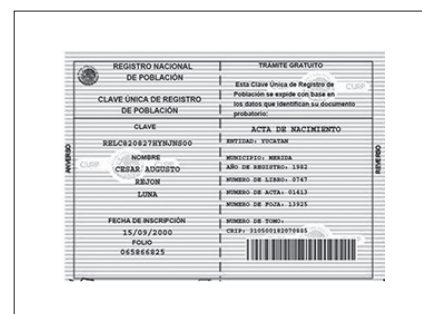 REGISTRO NACIONAL
DE POBLACIÓN
CLAVE ÚNICA DE REGISTRO
DE POBLACIÓN
CLAVE
RELC820827HYNJNS00
NOMBRE
CESAR AUGUSTO
REJON
LUNA
FECHA DE INSCRIPCIÓN
15/09/2000
FOLIO
065866825
ANVERSO
TRÁMITE GRATUITO
Esta Clave Única de Registro de
Población se expide con base en
los datos que identifican su documento
probatorio:
ACTA DE NACIMIENTO
ENTIDAD: YUCATAN
MUNICIPIO: MERIDA
AÑO DE REGISTRO: 1982
NUMERO DE LIBRO: 0747
NUMERO DE ACTA: 01413
NUMERO DE FOJA: 13925
NUMERO DE TOMO:
CRIP: 310500182070665
REVERSO
CURP
CURP